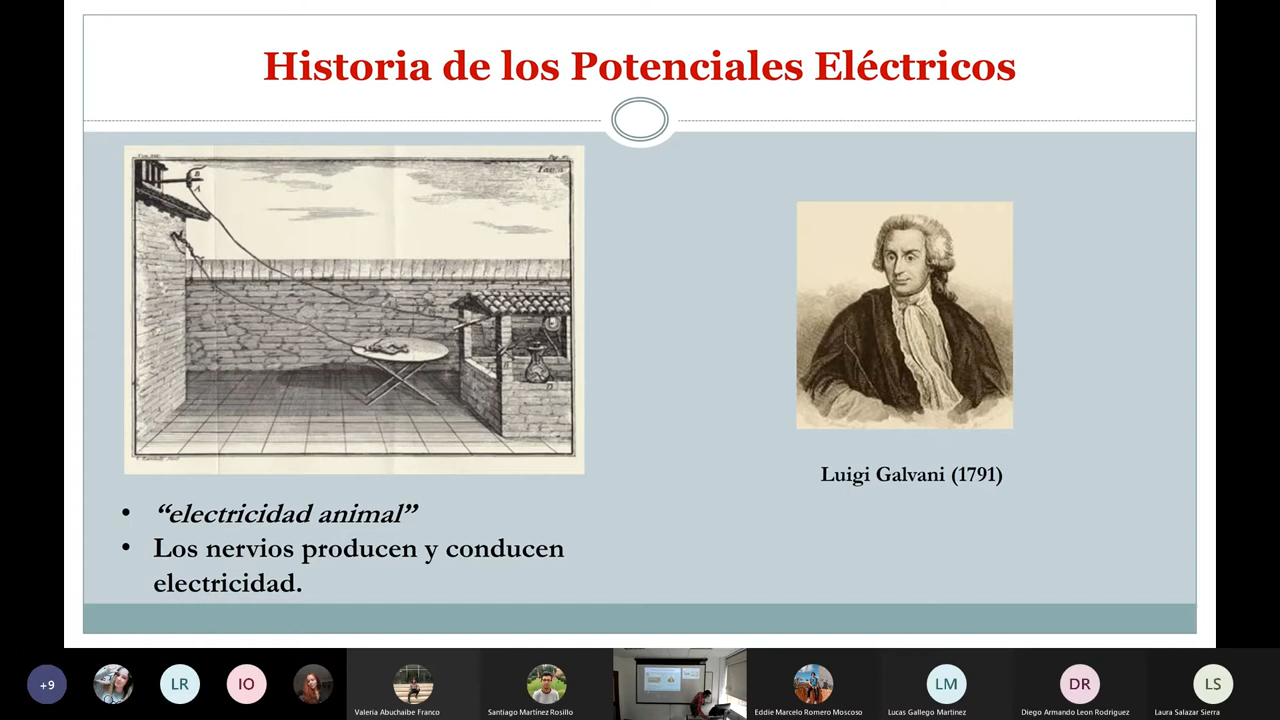 Historia de los Potenciales Eléctricos
Luigi Galvani (1791)
• “electricidad animal”
• Los nervios producen y conducen
electricidad.
+9
LR
IO
Valeria Abuchaibe Franco
Santiago Martínez Rosillo
Eddie Marcelo Romero Moscoso
LM
Lucas Gallego Martinez
DR
Diego Armando Leon Rodriguez
LS
Laura Salazar Sierra